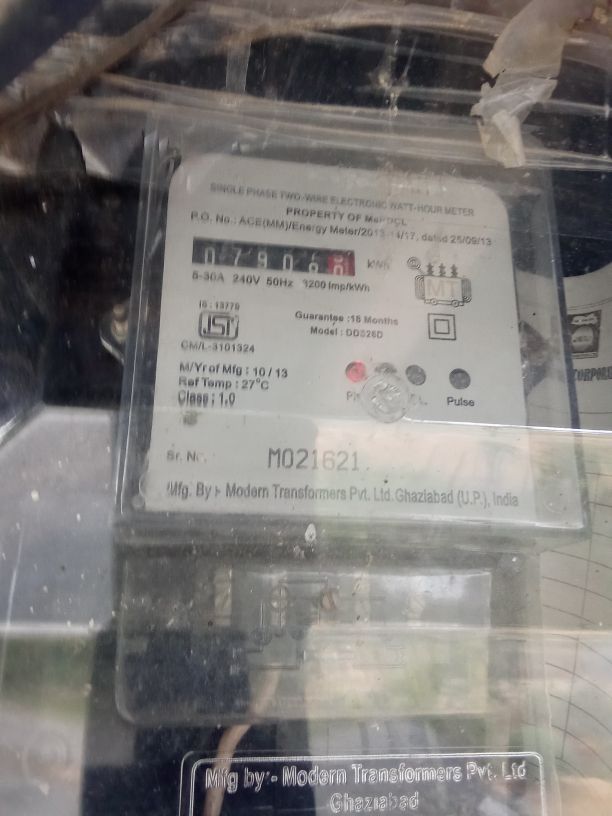 SINGLE PHASE TWO-WIRE ELECTRONIC WATT-HOUR METER
PROPERTY OF MePDCL
P.O. No.: ACE(MM)/Energy Meter/2013-14/17, dated 25/09/13
kWh
5-30A 240V 50Hz 3200 Imp/kWh
IS : 13779
ISI
CM/L-3101324
MT
Guarantee :18 Months
Model : DDS26D
M/Yr of Mfg : 10 / 13
Ref Temp : 27°C
Class : 1.0
Pulse
Sr. No.
M021621
Mfg. By :- Modern Transformers Pvt. Ltd. Ghaziabad (U.P.), India
Mfg by:- Modern Transformers Pvt. Ltd
Ghaziabad